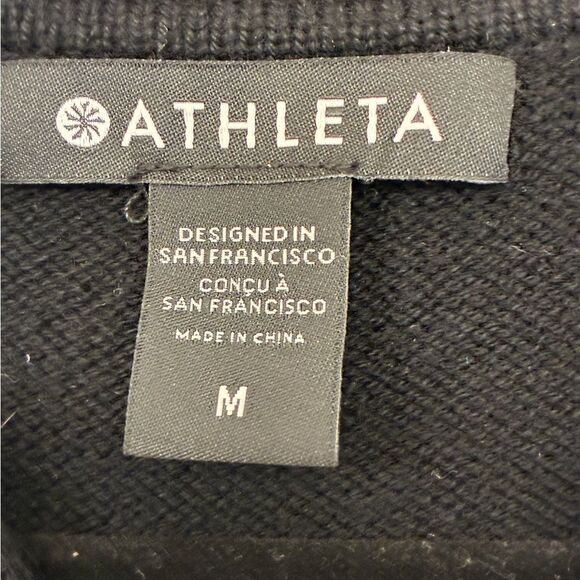 ATHLETA
DESIGNED IN
SAN FRANCISCO
CONÇU À
SAN FRANCISCO
MADE IN CHINA
M